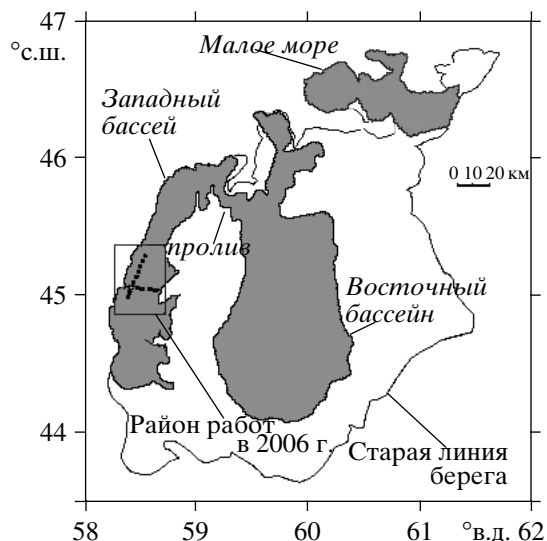 47
°с.ш.
Малое море
Западный
бассей
46
0 10 20 км
пролив
45
Восточный
бассейн
44
Район работ
в 2006 г.
Старая линия
берега
58 59 60 61 °в.д. 62